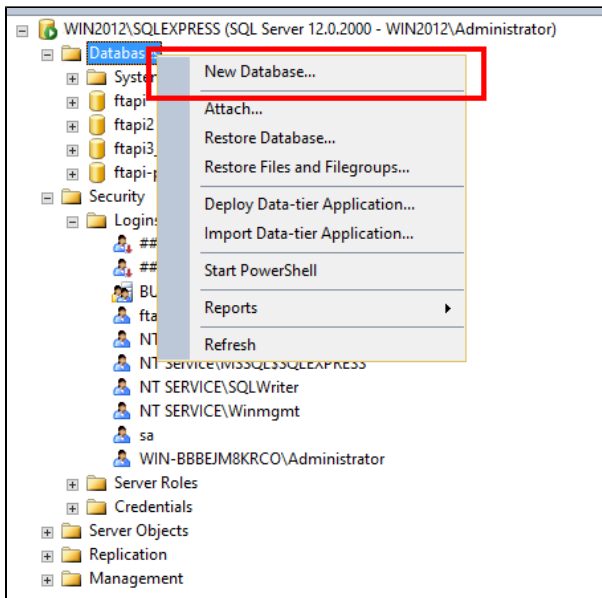 WIN2012\SQLEXPRESS (SQL Server 12.0.2000 - WIN2012\Administrator)
Databas
New Database...
Syste
ftapi
Attach...
ftapi2
Restore Database...
ftapi3_
Restore Files and Filegroups...
ftapi-
Security
Deploy Data-tier Application...
Logins
Import Data-tier Application...
##
##
Start PowerShell
BU
Reports
fta
NT
Refresh
NT Service\MSSQL$SQLEXPRESS
NT SERVICE\SQLWriter
NT SERVICE\Winmgmt
sa
WIN-BBBEJM8KRCO\Administrator
Server Roles
Credentials
Server Objects
Replication
Management